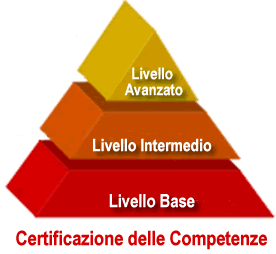 Livello
Avanzato
Livello Intermedio
Livello Base
Certificazione delle Competenze